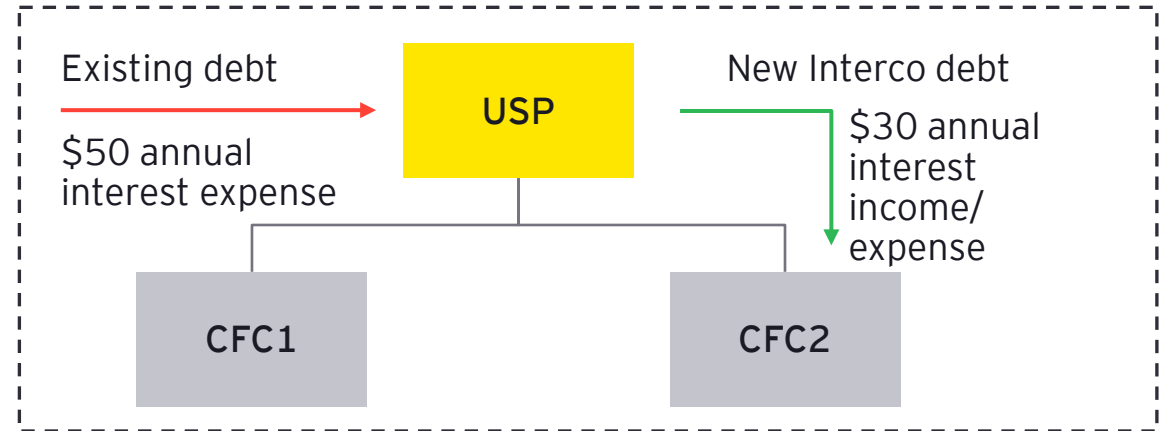 Existing debt
$50 annual
interest expense
USP
New Interco debt
$30 annual
interest
income/
expense
CFC1
CFC2